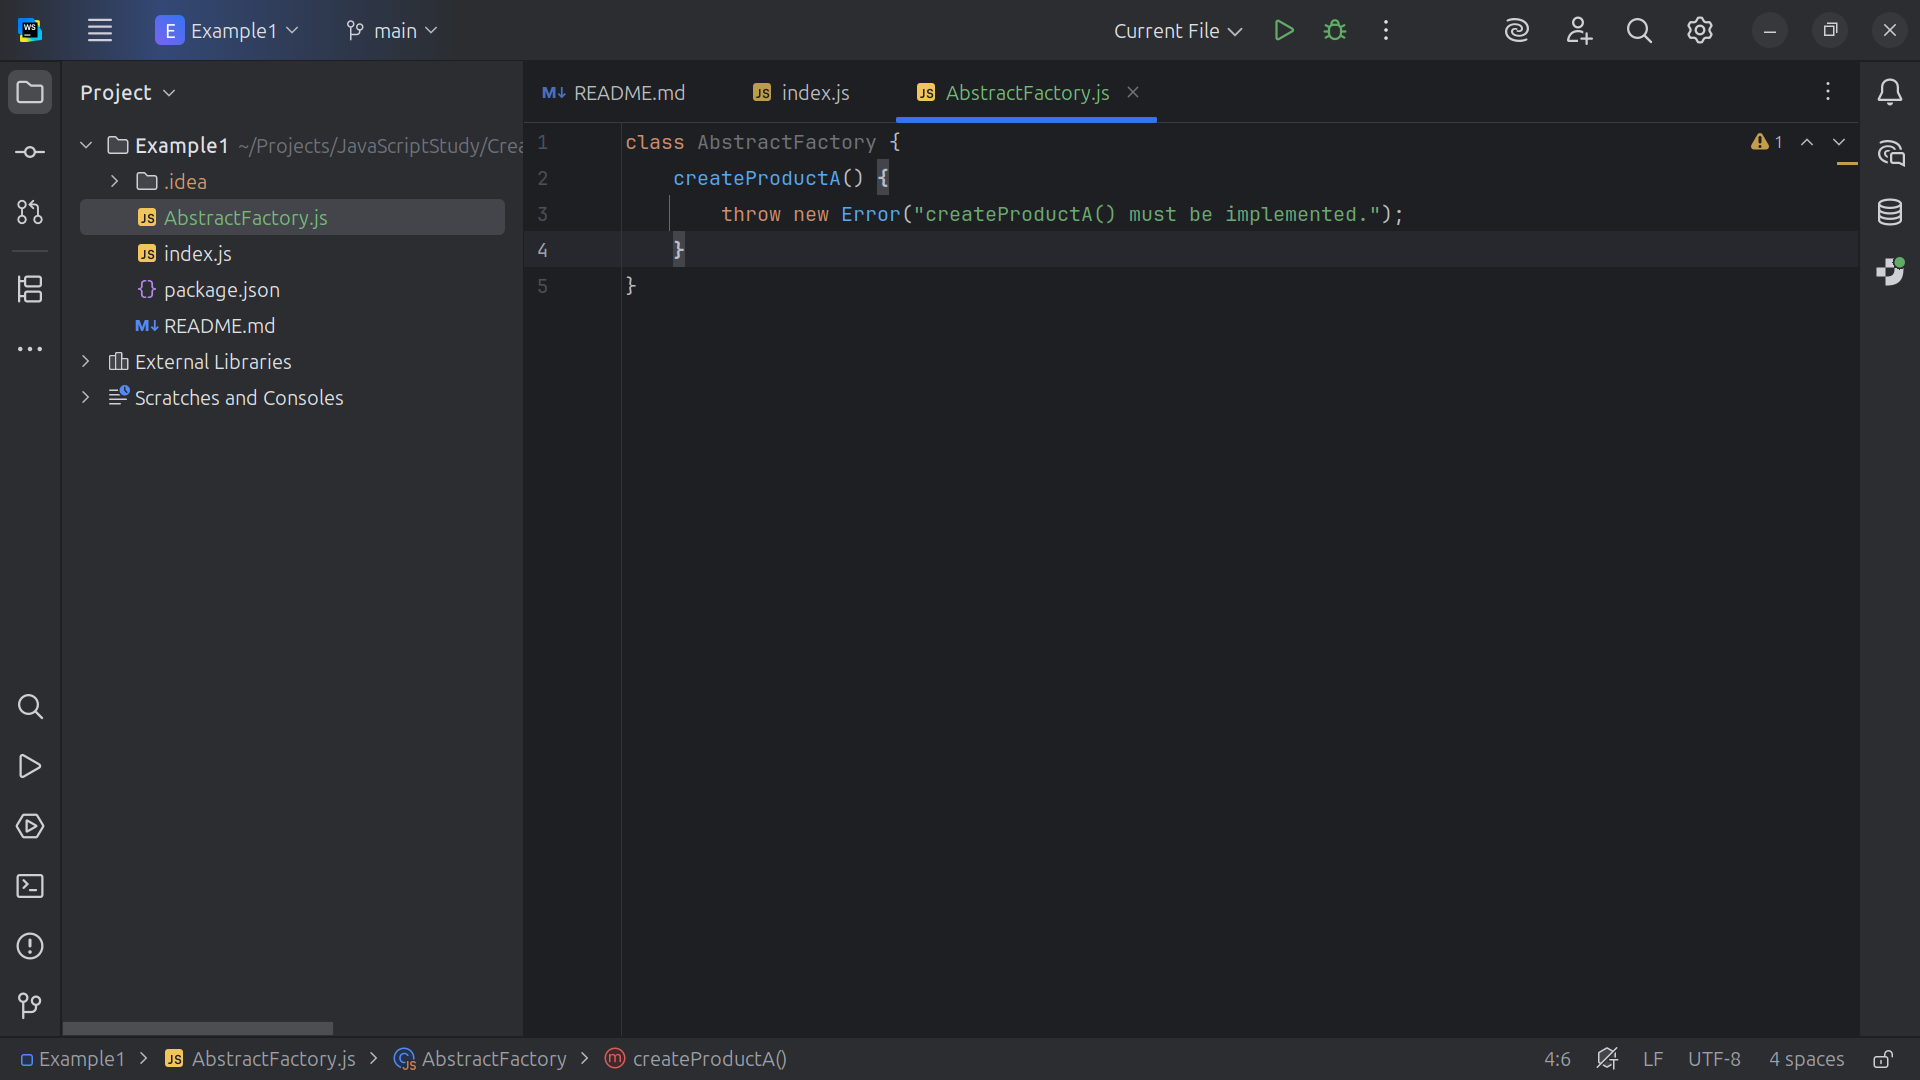 WS
E Example1
main
Current File
Project
README.md
index.js
AbstractFactory.js
Example1 ~/Projects/JavaScriptStudy/Crea
.idea
AbstractFactory.js
index.js
package.json
README.md
External Libraries
Scratches and Consoles
1 class AbstractFactory {
2 createProductA() {
3 throw new Error("createProductA() must be implemented.");
4 }
5 }
1
Example1 > AbstractFactory.js > AbstractFactory > createProductA()
4:6
LF
UTF-8
4 spaces